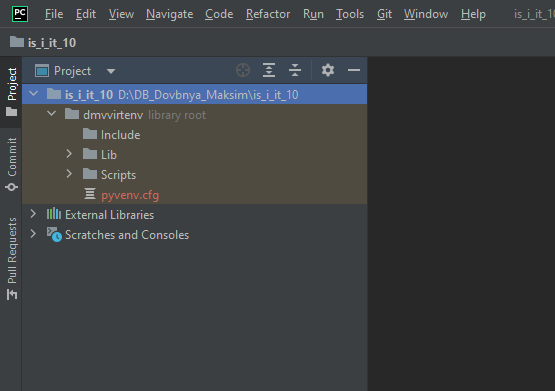 PC File Edit View Navigate Code Refactor Run Tools Git Window Help is_i_it_10
is_i_it_10
Project
is_i_it_10 D:\DB_Dovbnya_Maksim\is_i_it_10
dmvvirtenv library root
Include
Lib
Scripts
pyvenv.cfg
External Libraries
Scratches and Consoles
Project
Commit
Pull Requests